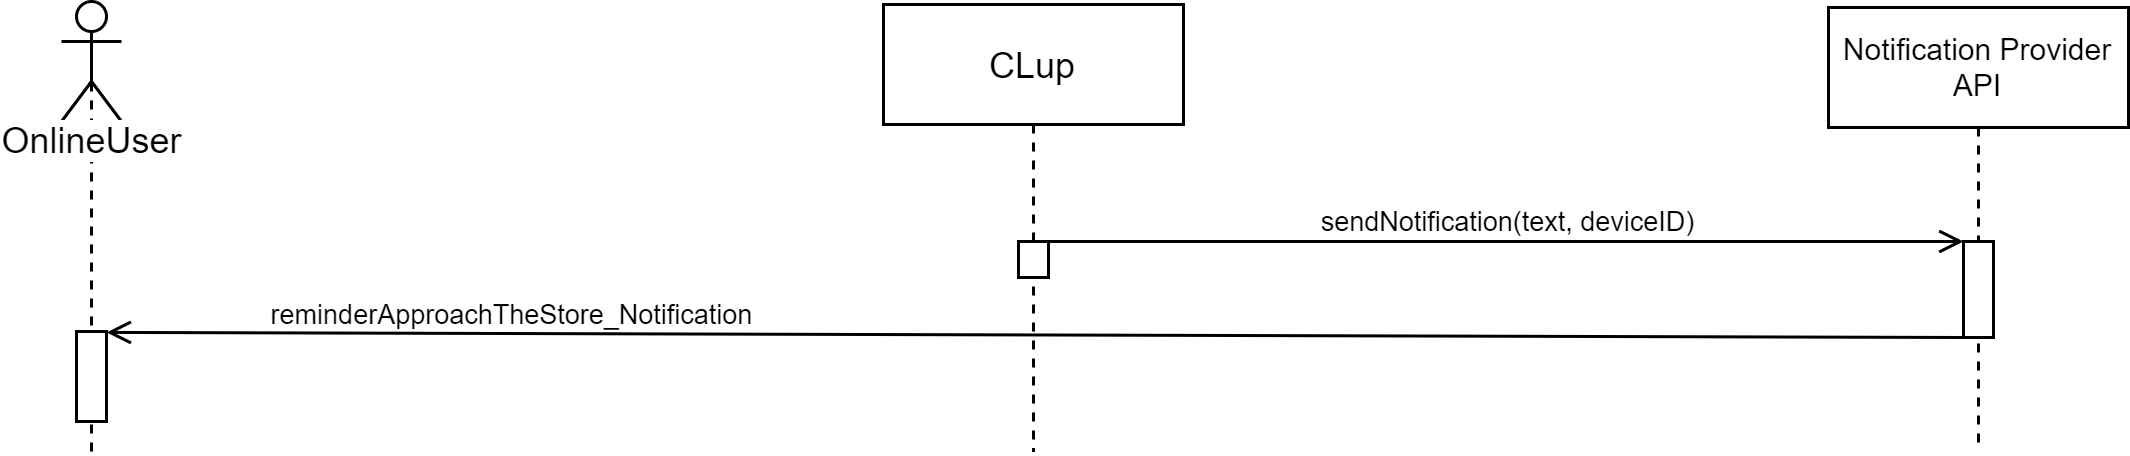 OnlineUser
CLup
Notification Provider
API
sendNotification(text, deviceID)
reminderApproachTheStore_Notification